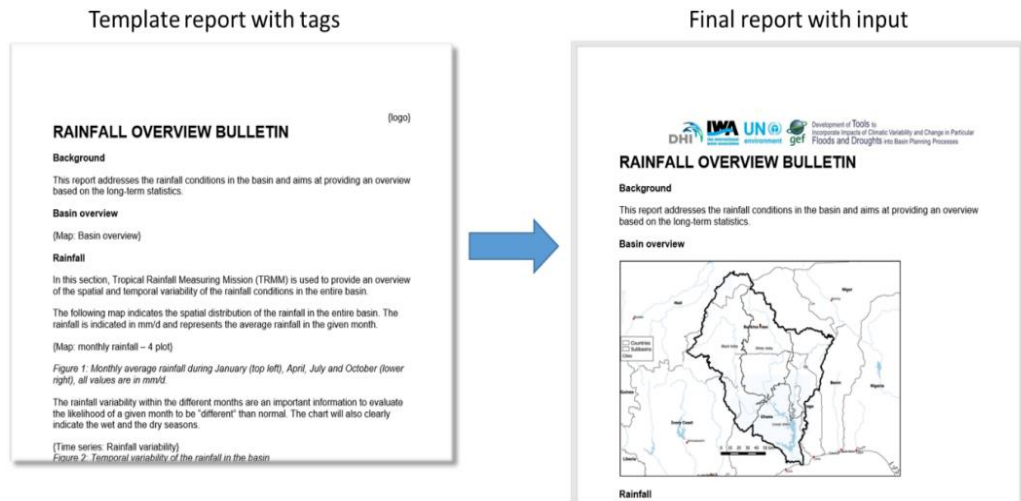 Template report with tags
Final report with input
{logo}
RAINFALL OVERVIEW BULLETIN
Background
This report addresses the rainfall conditions in the basin and aims at providing an overview
based on the long-term statistics.
Basin overview
{Map: Basin overview}
Rainfall
In this section, Tropical Rainfall Measuring Mission (TRMM) is used to provide an overview
of the spatial and temporal variability of the rainfall conditions in the entire basin.
The following map indicates the spatial distribution of the rainfall in the entire basin. The
rainfall is indicated in mm/d and represents the average rainfall in the given month.
{Map: monthly rainfall – 4 plot}
Figure 1: Monthly average rainfall during January (top left), April, July and October (lower
right), all values are in mm/d.
The rainfall variability within the different months are an important information to evaluate
the likelihood of a given month to be "different" than normal. The chart will also clearly
indicate the wet and the dry seasons.
{Time series: Rainfall variability}
Figure 2: Temporal variability of the rainfall in the basin
DHI
IWA
UN
environment
gef
Development of Tools to
Incorporate Impacts of Climatic Variability and Change in Particular
Floods and Droughts into Basin Planning Processes
RAINFALL OVERVIEW BULLETIN
Background
This report addresses the rainfall conditions in the basin and aims at providing an overview
based on the long-term statistics.
Basin overview
Mali
Niger
Burkina Faso
Black Volta
White Volta
Countries
Subbasins
Cities
Benin
Nigeria
Ghana
Togo
Lower Volta
Ivory Coast
Liberia
Rainfall